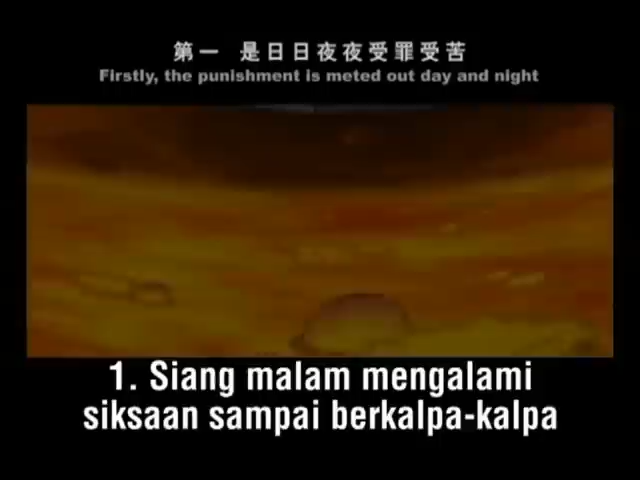 第一 是日日夜夜受罪受苦
Firstly, the punishment is meted out day and night
1. Siang malam mengalami
siksaan sampai berkalpa-kalpa